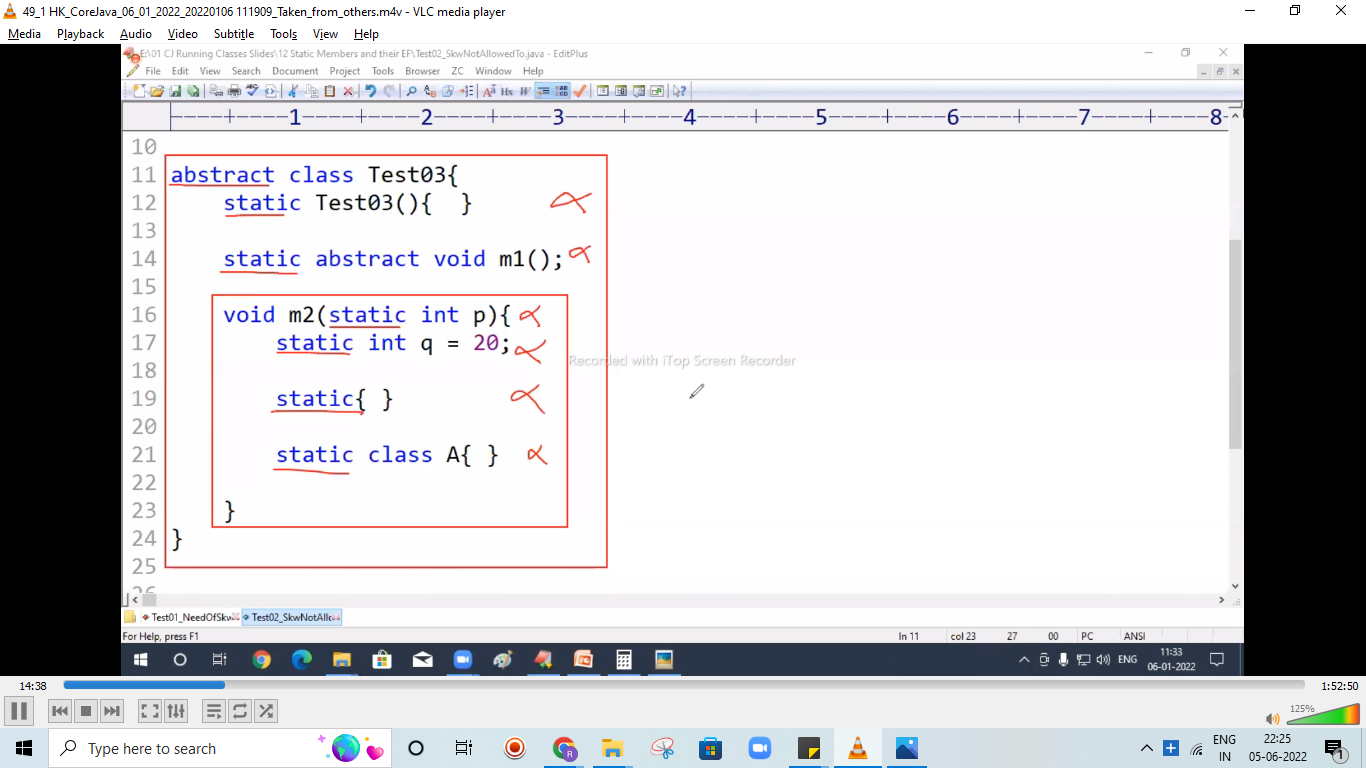 49_1 HK_CoreJava_06_01_2022_20220106 111909_Taken_from_others.m4v - VLC media player
Media Playback Audio Video Subtitle Tools View Help
E:\01 CJ Running Classes Slides\12 Static Members and their EF\Test02_SkwNotAllowedTo.java - EditPlus
File Edit View Search Document Project Tools Browser ZC Window Help
----+----1----+----2----+----3----+----4----+----5----+----6----+----7----+----8-
10
11 abstract class Test03{
12 static Test03(){ }
13
14 static abstract void m1();
15
16 void m2(static int p){
17 static int q = 20;
Recorded with iTop Screen Recorder
18
19 static{ }
20
21 static class A{ }
22
23 }
24 }
25
26
Test01_NeedOfSkw Test02_SkwNotAllo
For Help, press F1 ln 11 col 23 27 00 PC ANSI
ENG 11:33
06-01-2022
14:38 1:52:50
125%
Type here to search
ENG 22:25
IN 05-06-2022 1